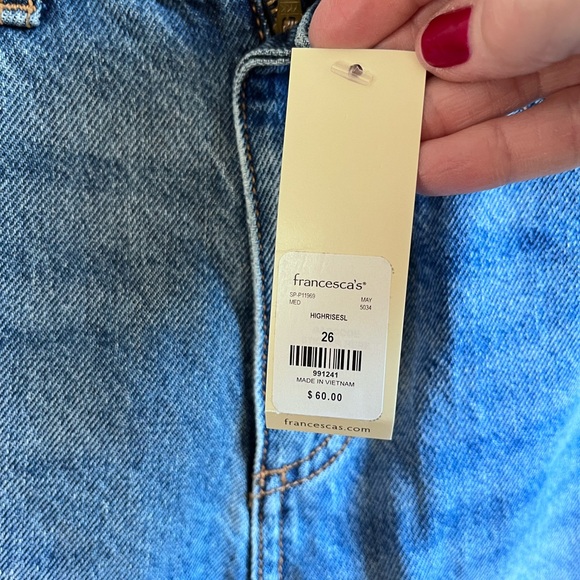 francesca's®
SP-P11969 MAY
MED 5034
HIGHRISESL
26
991241
MADE IN VIETNAM
$ 60.00
francescas.com